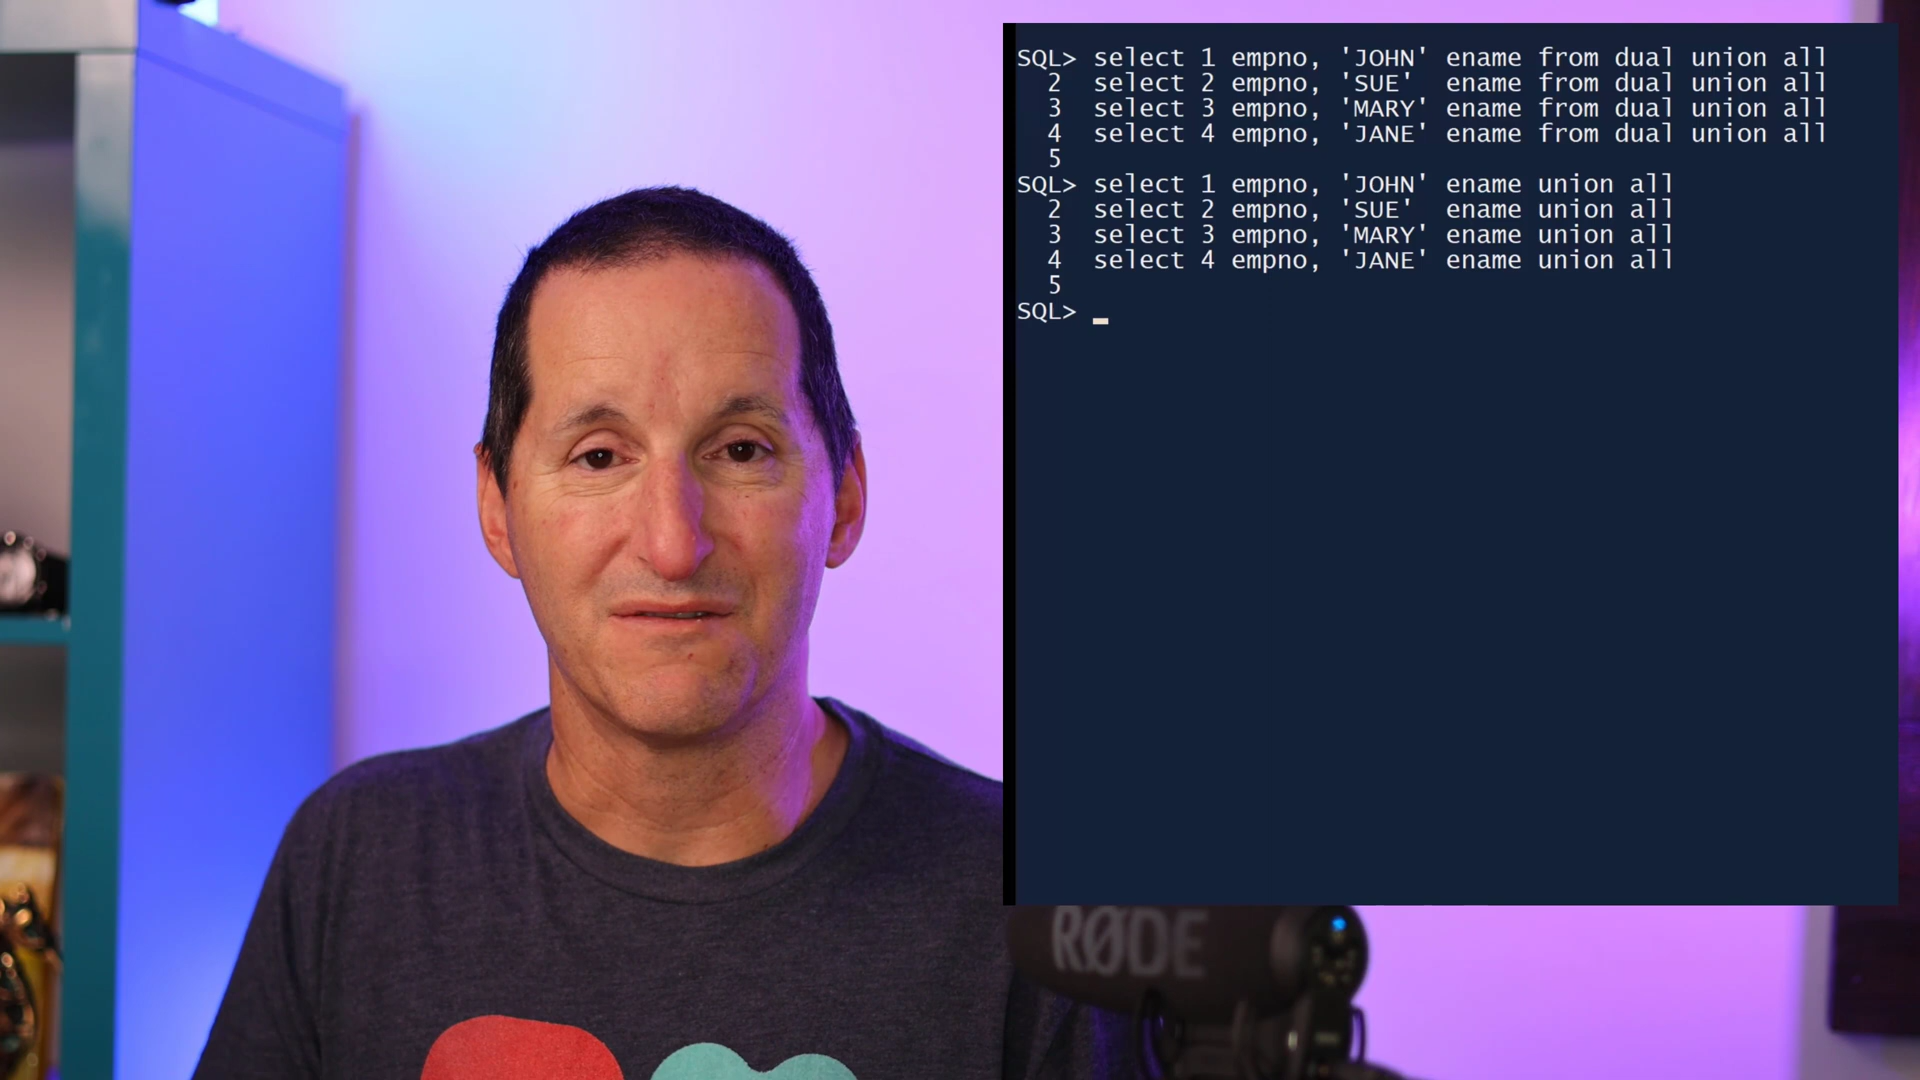 SQL> select 1 empno, 'JOHN' ename from dual union all
2 select 2 empno, 'SUE' ename from dual union all
3 select 3 empno, 'MARY' ename from dual union all
4 select 4 empno, 'JANE' ename from dual union all
5
SQL> select 1 empno, 'JOHN' ename union all
2 select 2 empno, 'SUE' ename union all
3 select 3 empno, 'MARY' ename union all
4 select 4 empno, 'JANE' ename union all
5
SQL> _
RØDE